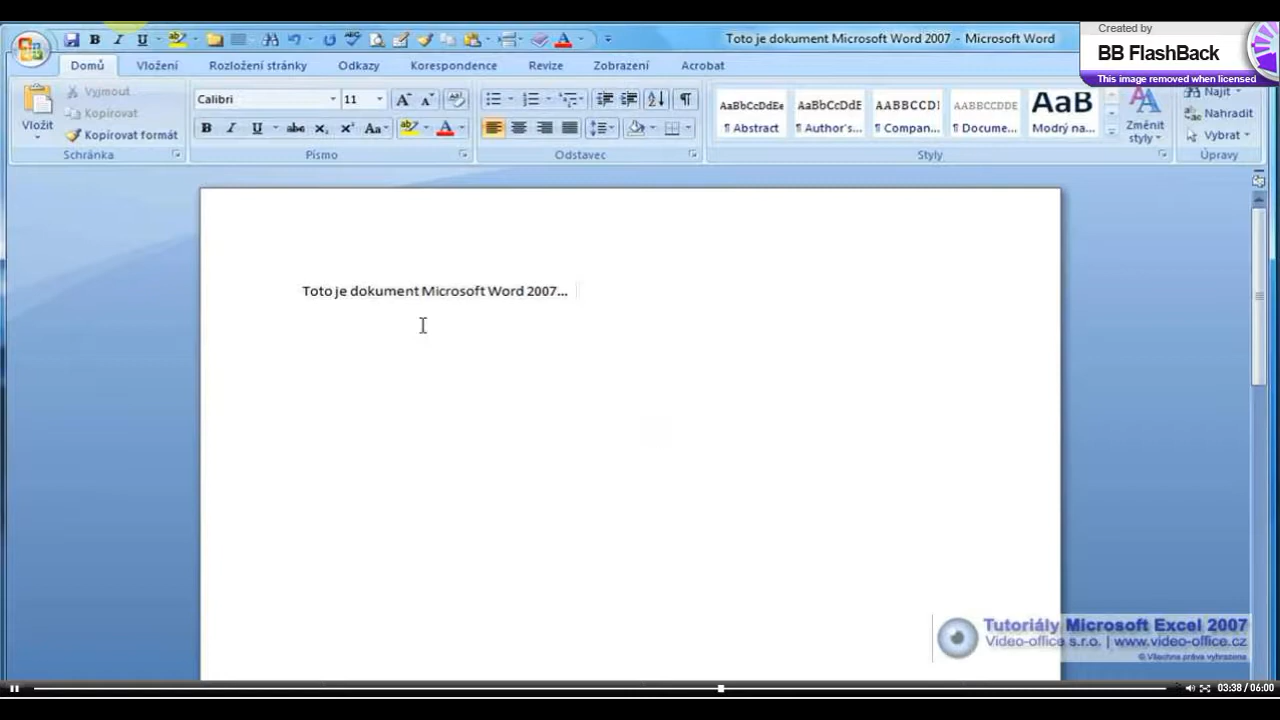 Created by
BB FlashBack
This image removed when licensed
Toto je dokument Microsoft Word 2007 - Microsoft Word
Domů Vložení Rozložení stránky Odkazy Korespondence Revize Zobrazení Acrobat
Vložit
Vyjmout
Kopírovat
Kopírovat formát
Schránka
Calibri 11
Písmo
Odstavec
AaBbCcDdEe AaBbCcDdE AABBCCDI AABBCCDDE AaB
¶ Abstract ¶ Author's... ¶ Compan... ¶ Docume... Modrý na...
Změnit
styly
Styly
Najít
Nahradit
Vybrat
Úpravy
Toto je dokument Microsoft Word 2007...
Tutoriály Microsoft Excel 2007
Video-office s.r.o. | www.video-office.cz
© Všechna práva vyhrazena
03:38 / 06:00